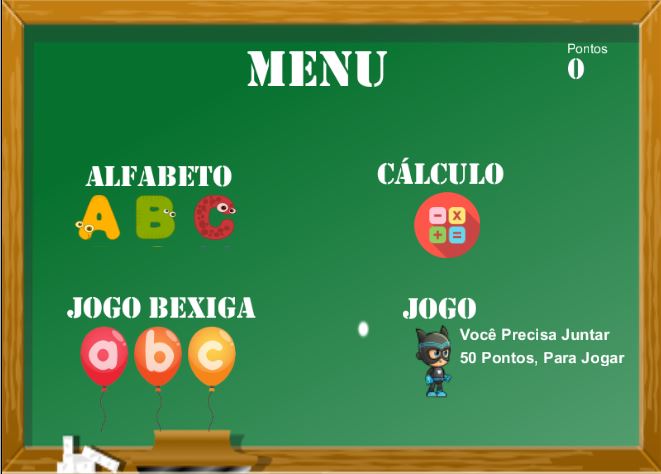 MENU
Pontos
0
ALFABETO
A B C
CÁLCULO
- x
+ =
JOGO BEXIGA
a b c
JOGO
Você Precisa Juntar
50 Pontos, Para Jogar